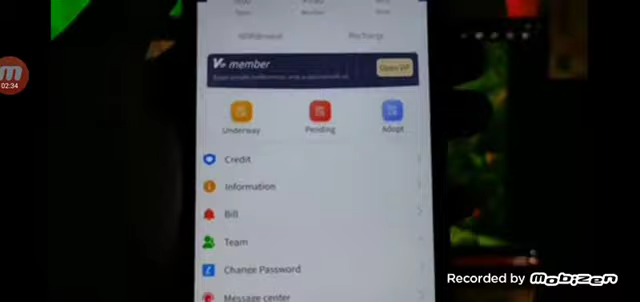 Withdrawal Recharge
Vip member
Open VIP
02:34
Underway Pending Adopt
Credit
Information
Bill
Team
Change Password
Message center
Recorded by mobizen